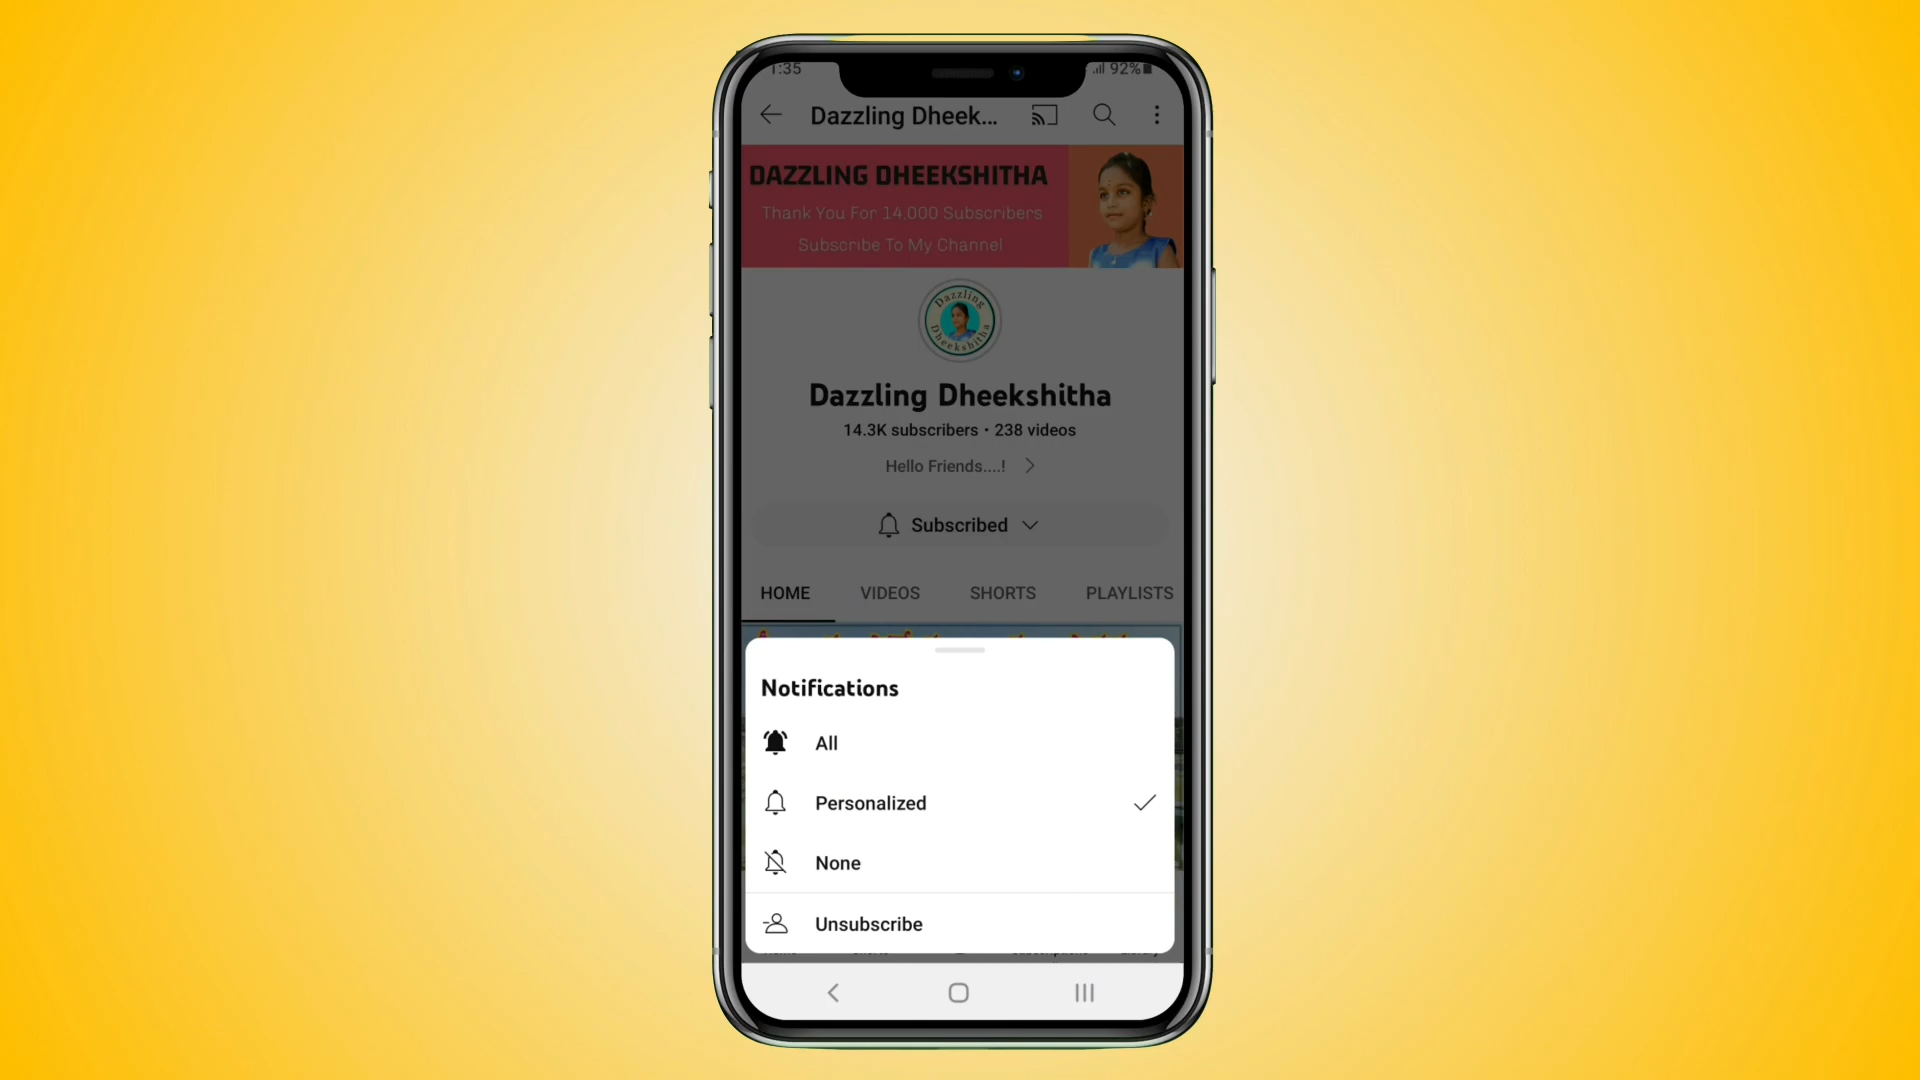 1:35
92%
Dazzling Dheek...
DAZZLING DHEEKSHITHA
Thank You For 14,000 Subscribers
Subscribe To My Channel
Dazzling
Dheekshitha
Dazzling Dheekshitha
14.3K subscribers • 238 videos
Hello Friends....!
Subscribed
HOME VIDEOS SHORTS PLAYLISTS
Notifications
All
Personalized
None
Unsubscribe